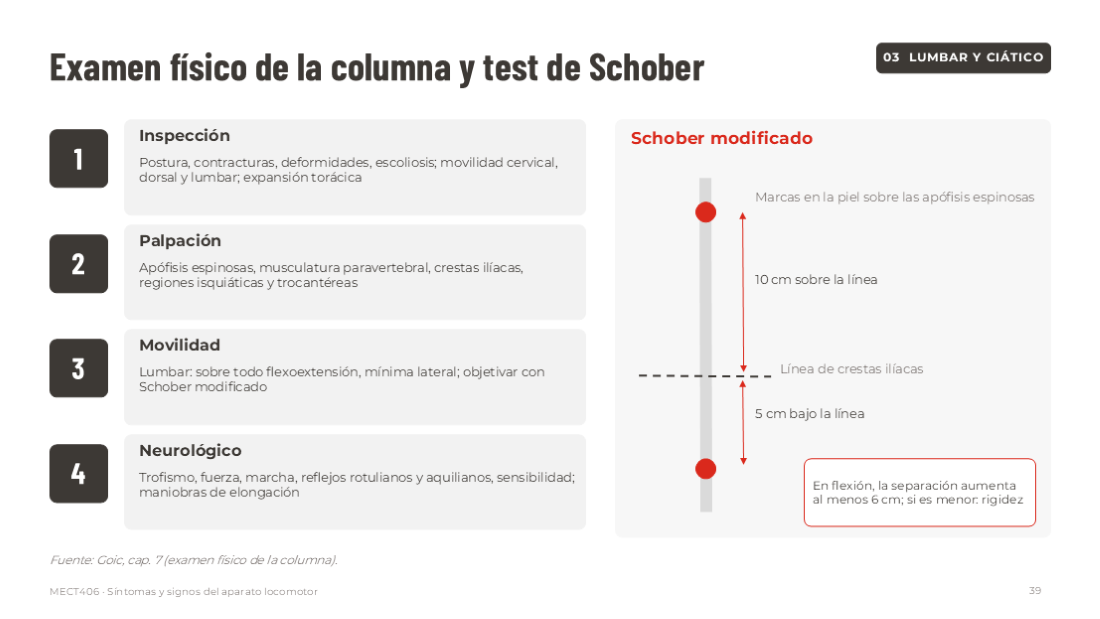 Examen físico de la columna y test de Schober
03 LUMBAR Y CIÁTICO
1
Inspección
Postura, contracturas, deformidades, escoliosis; movilidad cervical,
dorsal y lumbar; expansión torácica
2
Palpación
Apófisis espinosas, musculatura paravertebral, crestas ilíacas,
regiones isquiáticas y trocantéreas
3
Movilidad
Lumbar: sobre todo flexoextensión, mínima lateral; objetivar con
Schober modificado
4
Neurológico
Trofismo, fuerza, marcha, reflejos rotulianos y aquilianos, sensibilidad;
maniobras de elongación
Schober modificado
Marcas en la piel sobre las apófisis espinosas
10 cm sobre la línea
Línea de crestas ilíacas
5 cm bajo la línea
En flexión, la separación aumenta
al menos 6 cm; si es menor: rigidez
Fuente: Goic, cap. 7 (examen físico de la columna).
MECT406 · Síntomas y signos del aparato locomotor
39